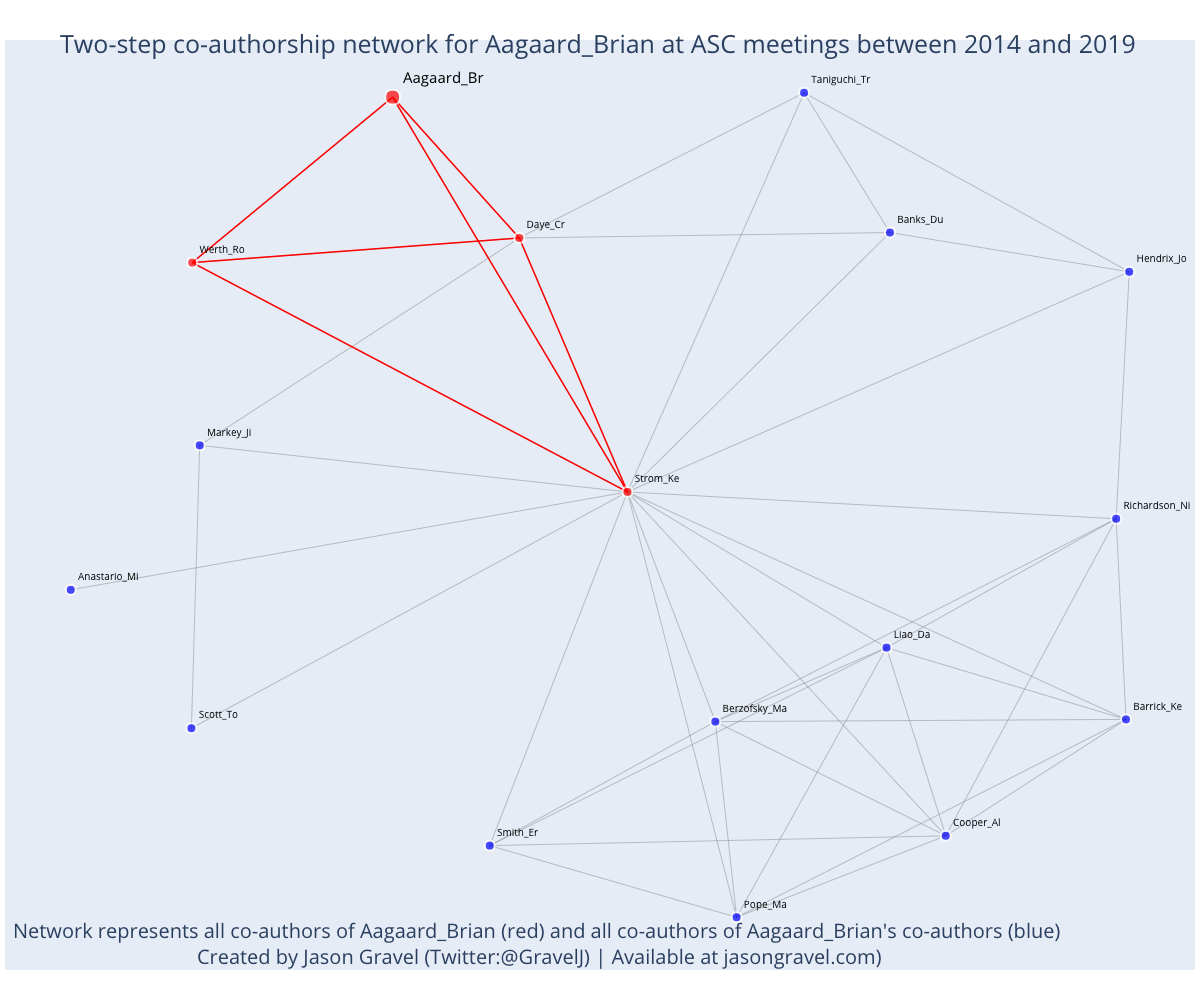 Two-step co-authorship network for Aagaard_Brian at ASC meetings between 2014 and 2019
Aagaard_Br
Taniguchi_Tr
Banks_Du
Daye_Cr
Werth_Ro
Hendrix_Jo
Markey_Ji
Strom_Ke
Richardson_Ni
Anastario_Mi
Liao_Da
Berzofsky_Ma
Barrick_Ke
Scott_To
Cooper_Al
Smith_Er
Pope_Ma
Network represents all co-authors of Aagaard_Brian (red) and all co-authors of Aagaard_Brian's co-authors (blue)
Created by Jason Gravel (Twitter:@GravelJ) | Available at jasongravel.com)